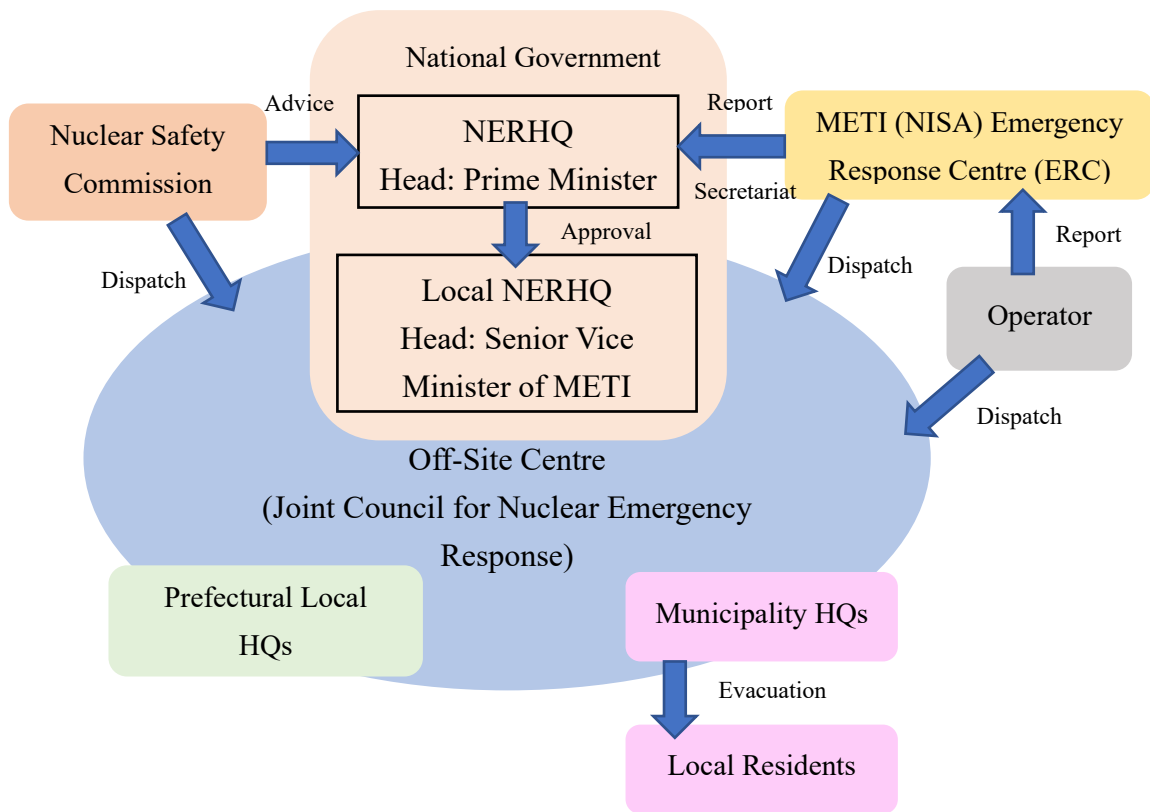 National Government
Advice
Report
Nuclear Safety
Commission
NERHQ
Head: Prime Minister
METI (NISA) Emergency
Response Centre (ERC)
Secretariat
Approval
Report
Dispatch
Dispatch
Local NERHQ
Head: Senior Vice
Minister of METI
Operator
Dispatch
Off-Site Centre
(Joint Council for Nuclear Emergency
Response)
Prefectural Local
HQs
Municipality HQs
Evacuation
Local Residents